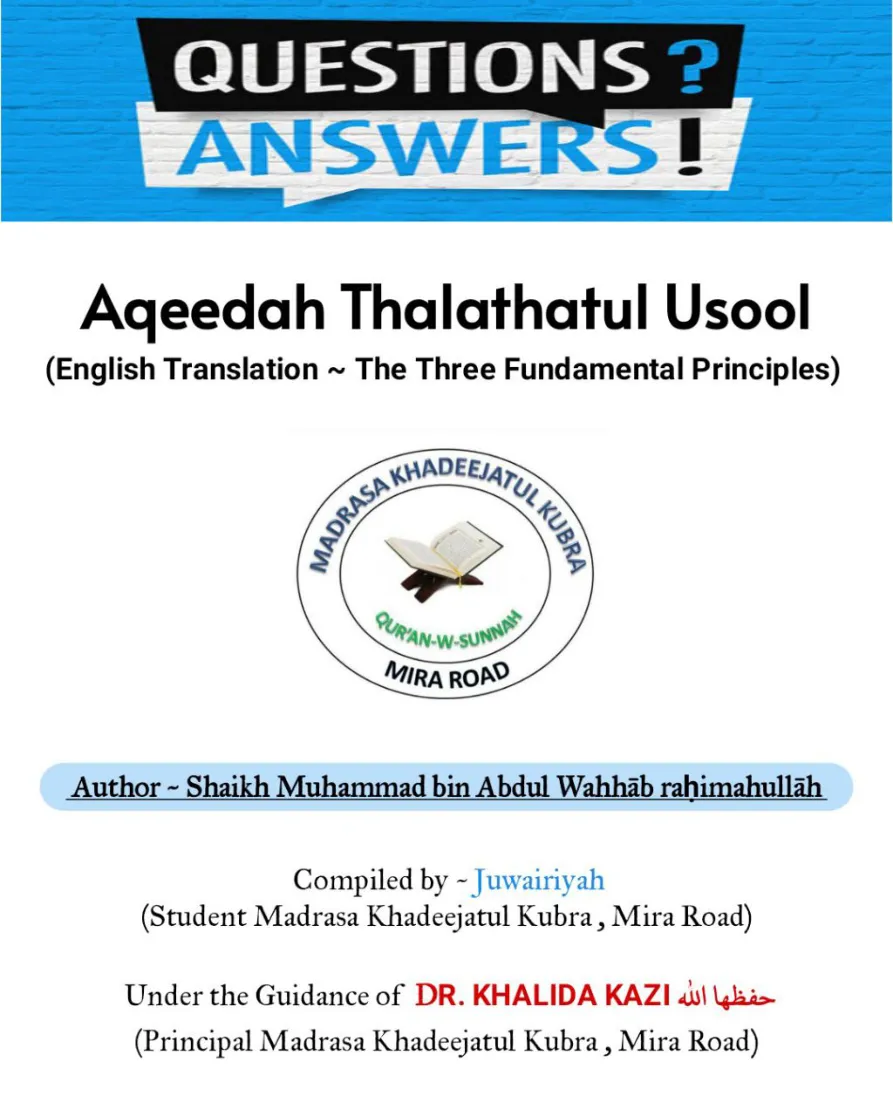 QUESTIONS ?
ANSWERS !
Aqeedah Thalathatul Usool
(English Translation ~ The Three Fundamental Principles)
MADRASA KHADEEJATUL KUBRA
QUR'AN-W-SUNNAH
MIRA ROAD
Author ~ Shaikh Muhammad bin Abdul Wahhāb raḥimahullāh
Compiled by ~ Juwairiyah
(Student Madrasa Khadeejatul Kubra , Mira Road)
Under the Guidance of DR. KHALIDA KAZI حفظها الله
(Principal Madrasa Khadeejatul Kubra , Mira Road)